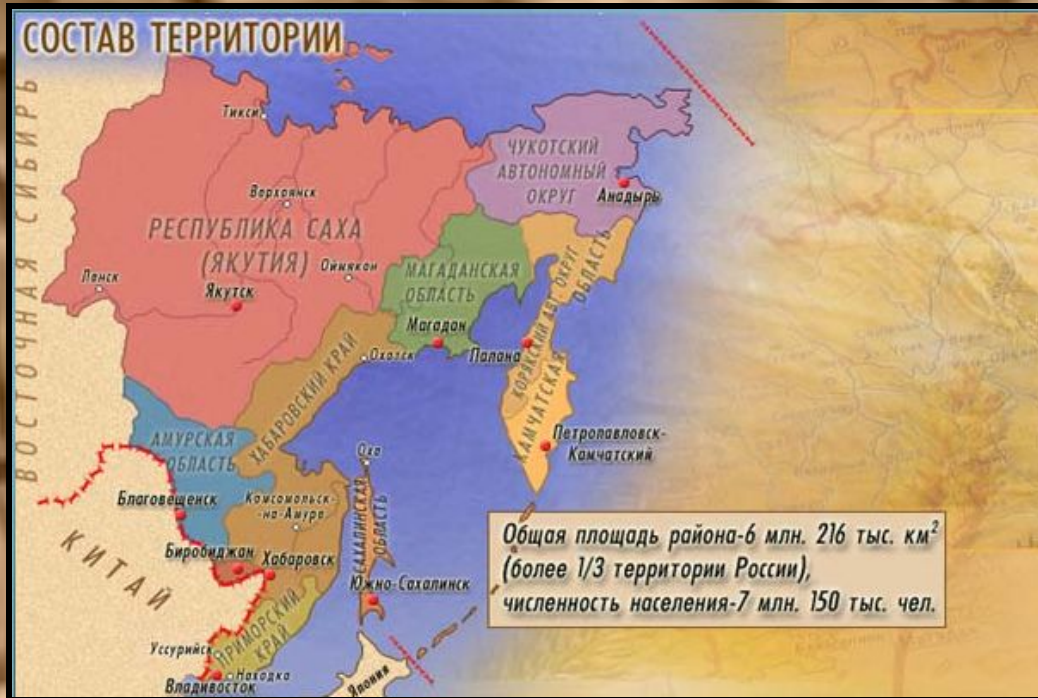 СОСТАВ ТЕРРИТОРИИ
ВОСТОЧНАЯ СИБИРЬ
Тикси
ЧУКОТСКИЙ
АВТОНОМНЫЙ
ОКРУГ
Анадырь
Верхоянск
РЕСПУБЛИКА САХА
(ЯКУТИЯ)
Оймякон
Ленск
Якутск
МАГАДАНСКАЯ
ОБЛАСТЬ
Магадан
КОРЯКСКИЙ АВТ. ОКРУГ
КАМЧАТСКАЯ
ОБЛАСТЬ
Палана
Охотск
ХАБАРОВСКИЙ КРАЙ
Петропавловск-
Камчатский
АМУРСКАЯ
ОБЛАСТЬ
Оха
САХАЛИНСКАЯ
ОБЛАСТЬ
Благовещенск
Комсомольск-
на-Амуре
КИТАЙ
Биробиджан
Хабаровск
Южно-Сахалинск
ПРИМОРСКИЙ
КРАЙ
Уссурийск
Находка
Владивосток
Япония
Общая площадь района-6 млн. 216 тыс. км²
(более 1/3 территории России),
численность населения-7 млн. 150 тыс. чел.